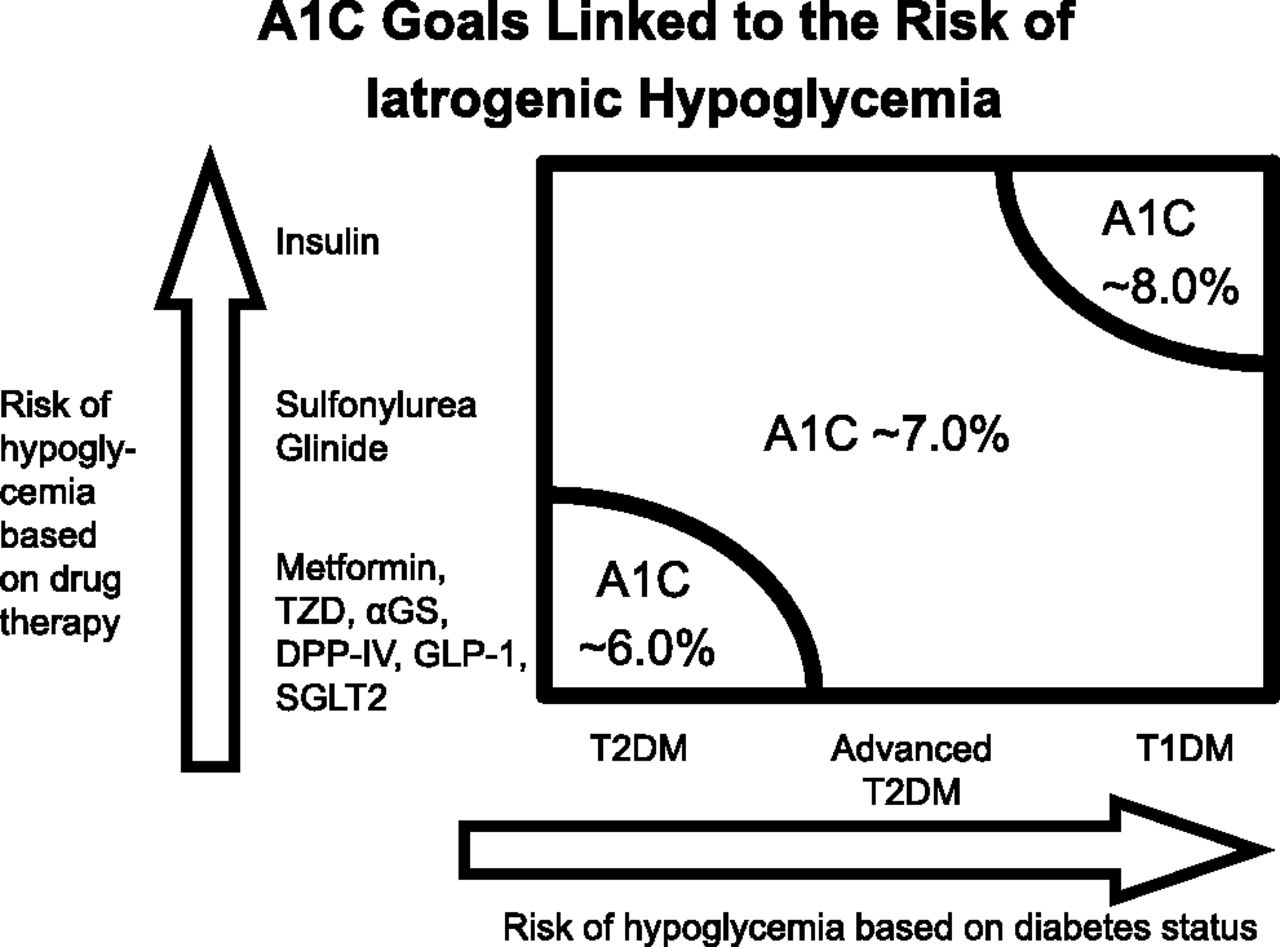 A1C Goals Linked to the Risk of
Iatrogenic Hypoglycemia
Risk of
hypogly-
cemia
based
on drug
therapy
Insulin
Sulfonylurea
Glinide
Metformin,
TZD, αGS,
DPP-IV, GLP-1,
SGLT2
A1C
~8.0%
A1C ~7.0%
A1C
~6.0%
T2DM
Advanced
T2DM
T1DM
Risk of hypoglycemia based on diabetes status